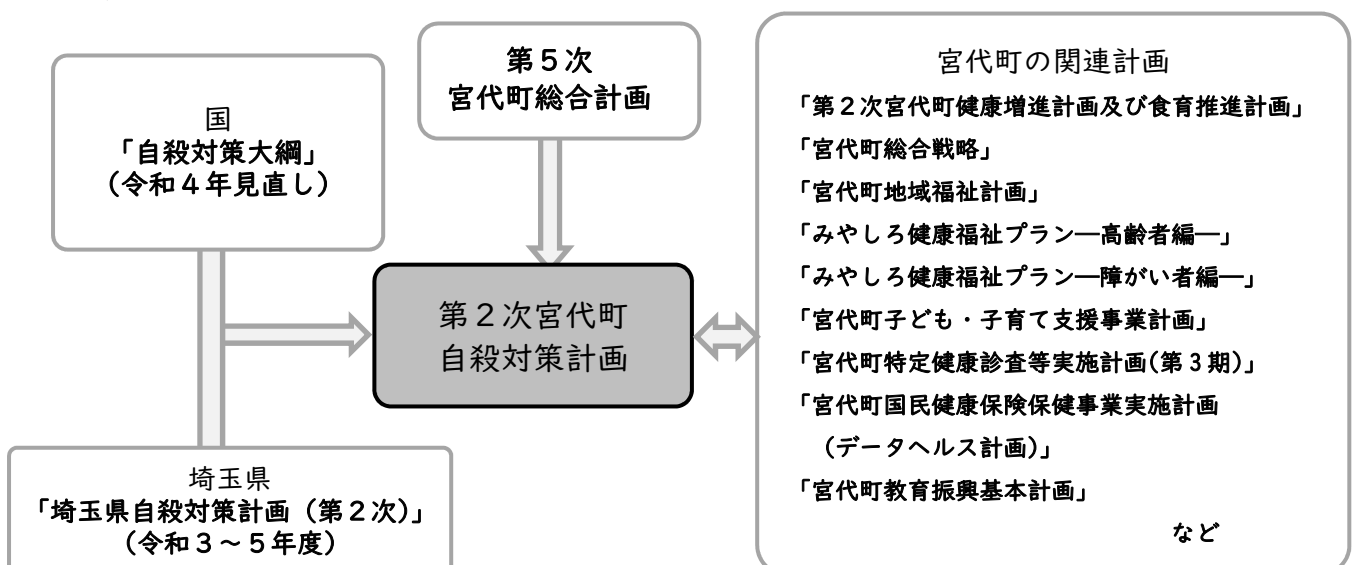 国
「自殺対策大綱」
(令和4年見直し)
第5次
宮代町総合計画
第2次宮代町
自殺対策計画
埼玉県
「埼玉県自殺対策計画(第2次)」
(令和3～5年度)
宮代町の関連計画
「第2次宮代町健康増進計画及び食育推進計画」
「宮代町総合戦略」
「宮代町地域福祉計画」
「みやしろ健康福祉プラン―高齢者編―」
「みやしろ健康福祉プラン―障がい者編―」
「宮代町子ども・子育て支援事業計画」
「宮代町特定健康診査等実施計画(第3期)」
「宮代町国民健康保険保健事業実施計画
(データヘルス計画)」
「宮代町教育振興基本計画」
など